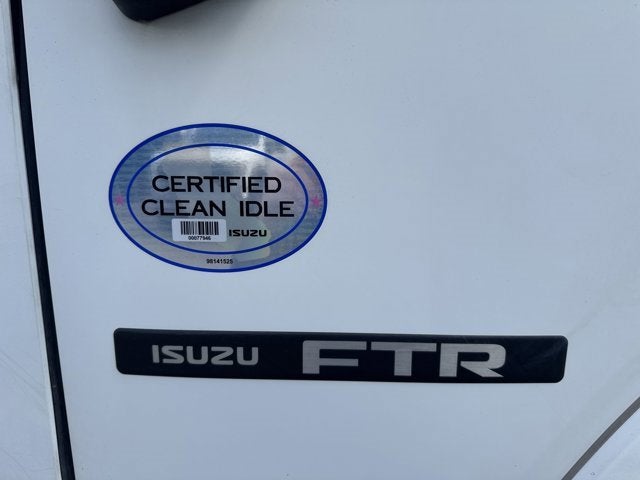 CERTIFIED
CLEAN IDLE
00077946
ISUZU
98141525
ISUZU FTR